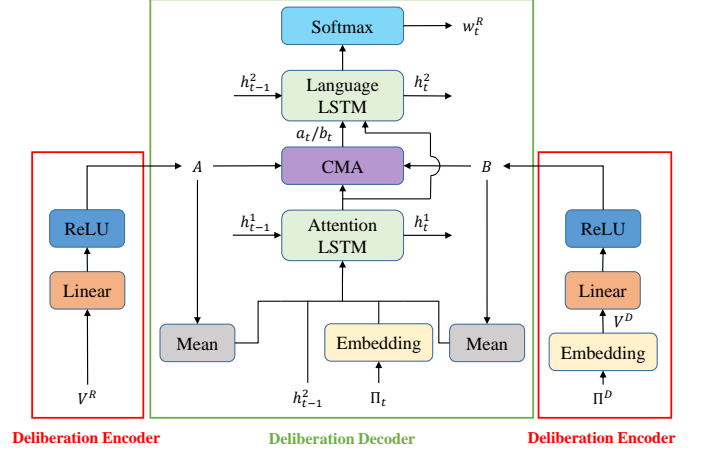 Softmax
$w_t^R$
$h_{t-1}^2$
Language
LSTM
$h_t^2$
$a_t/b_t$
A
CMA
B
ReLU
$h_{t-1}^1$
Attention
LSTM
$h_t^1$
ReLU
Linear
Linear
$V^D$
Mean
Embedding
Mean
Embedding
$V^R$
$h_{t-1}^2$
$Π_t$
$Π^D$
Deliberation Encoder
Deliberation Decoder
Deliberation Encoder